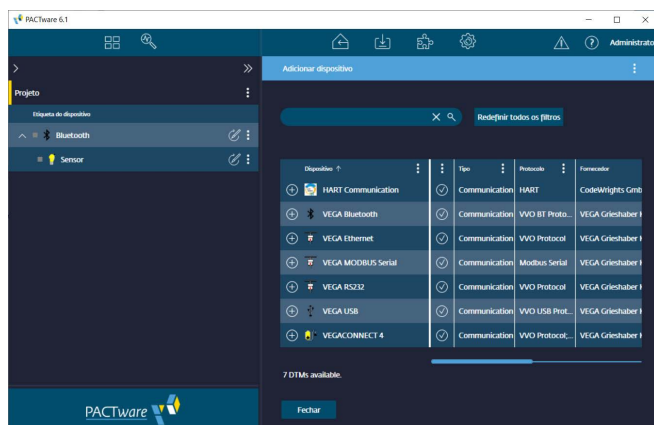 PACTware 6.1
Administrato
Adicionar dispositivo
Projeto
Etiqueta do dispositivo
Bluetooth
Sensor
Redefinir todos os filtros
Dispositivo ↑ Tipo Protocolo Fornecedor
HART Communication Communication HART CodeWrights Gmb
VEGA Bluetooth Communication VVO BT Proto... VEGA Grieshaber K
VEGA Ethernet Communication VVO Protocol VEGA Grieshaber K
VEGA MODBUS Serial Communication Modbus Serial VEGA Grieshaber K
VEGA RS232 Communication VVO Protocol VEGA Grieshaber K
VEGA USB Communication VVO USB Prot... VEGA Grieshaber K
VEGACONNECT 4 Communication VVO Protocol;... VEGA Grieshaber K
7 DTMs available.
Fechar
PACTware